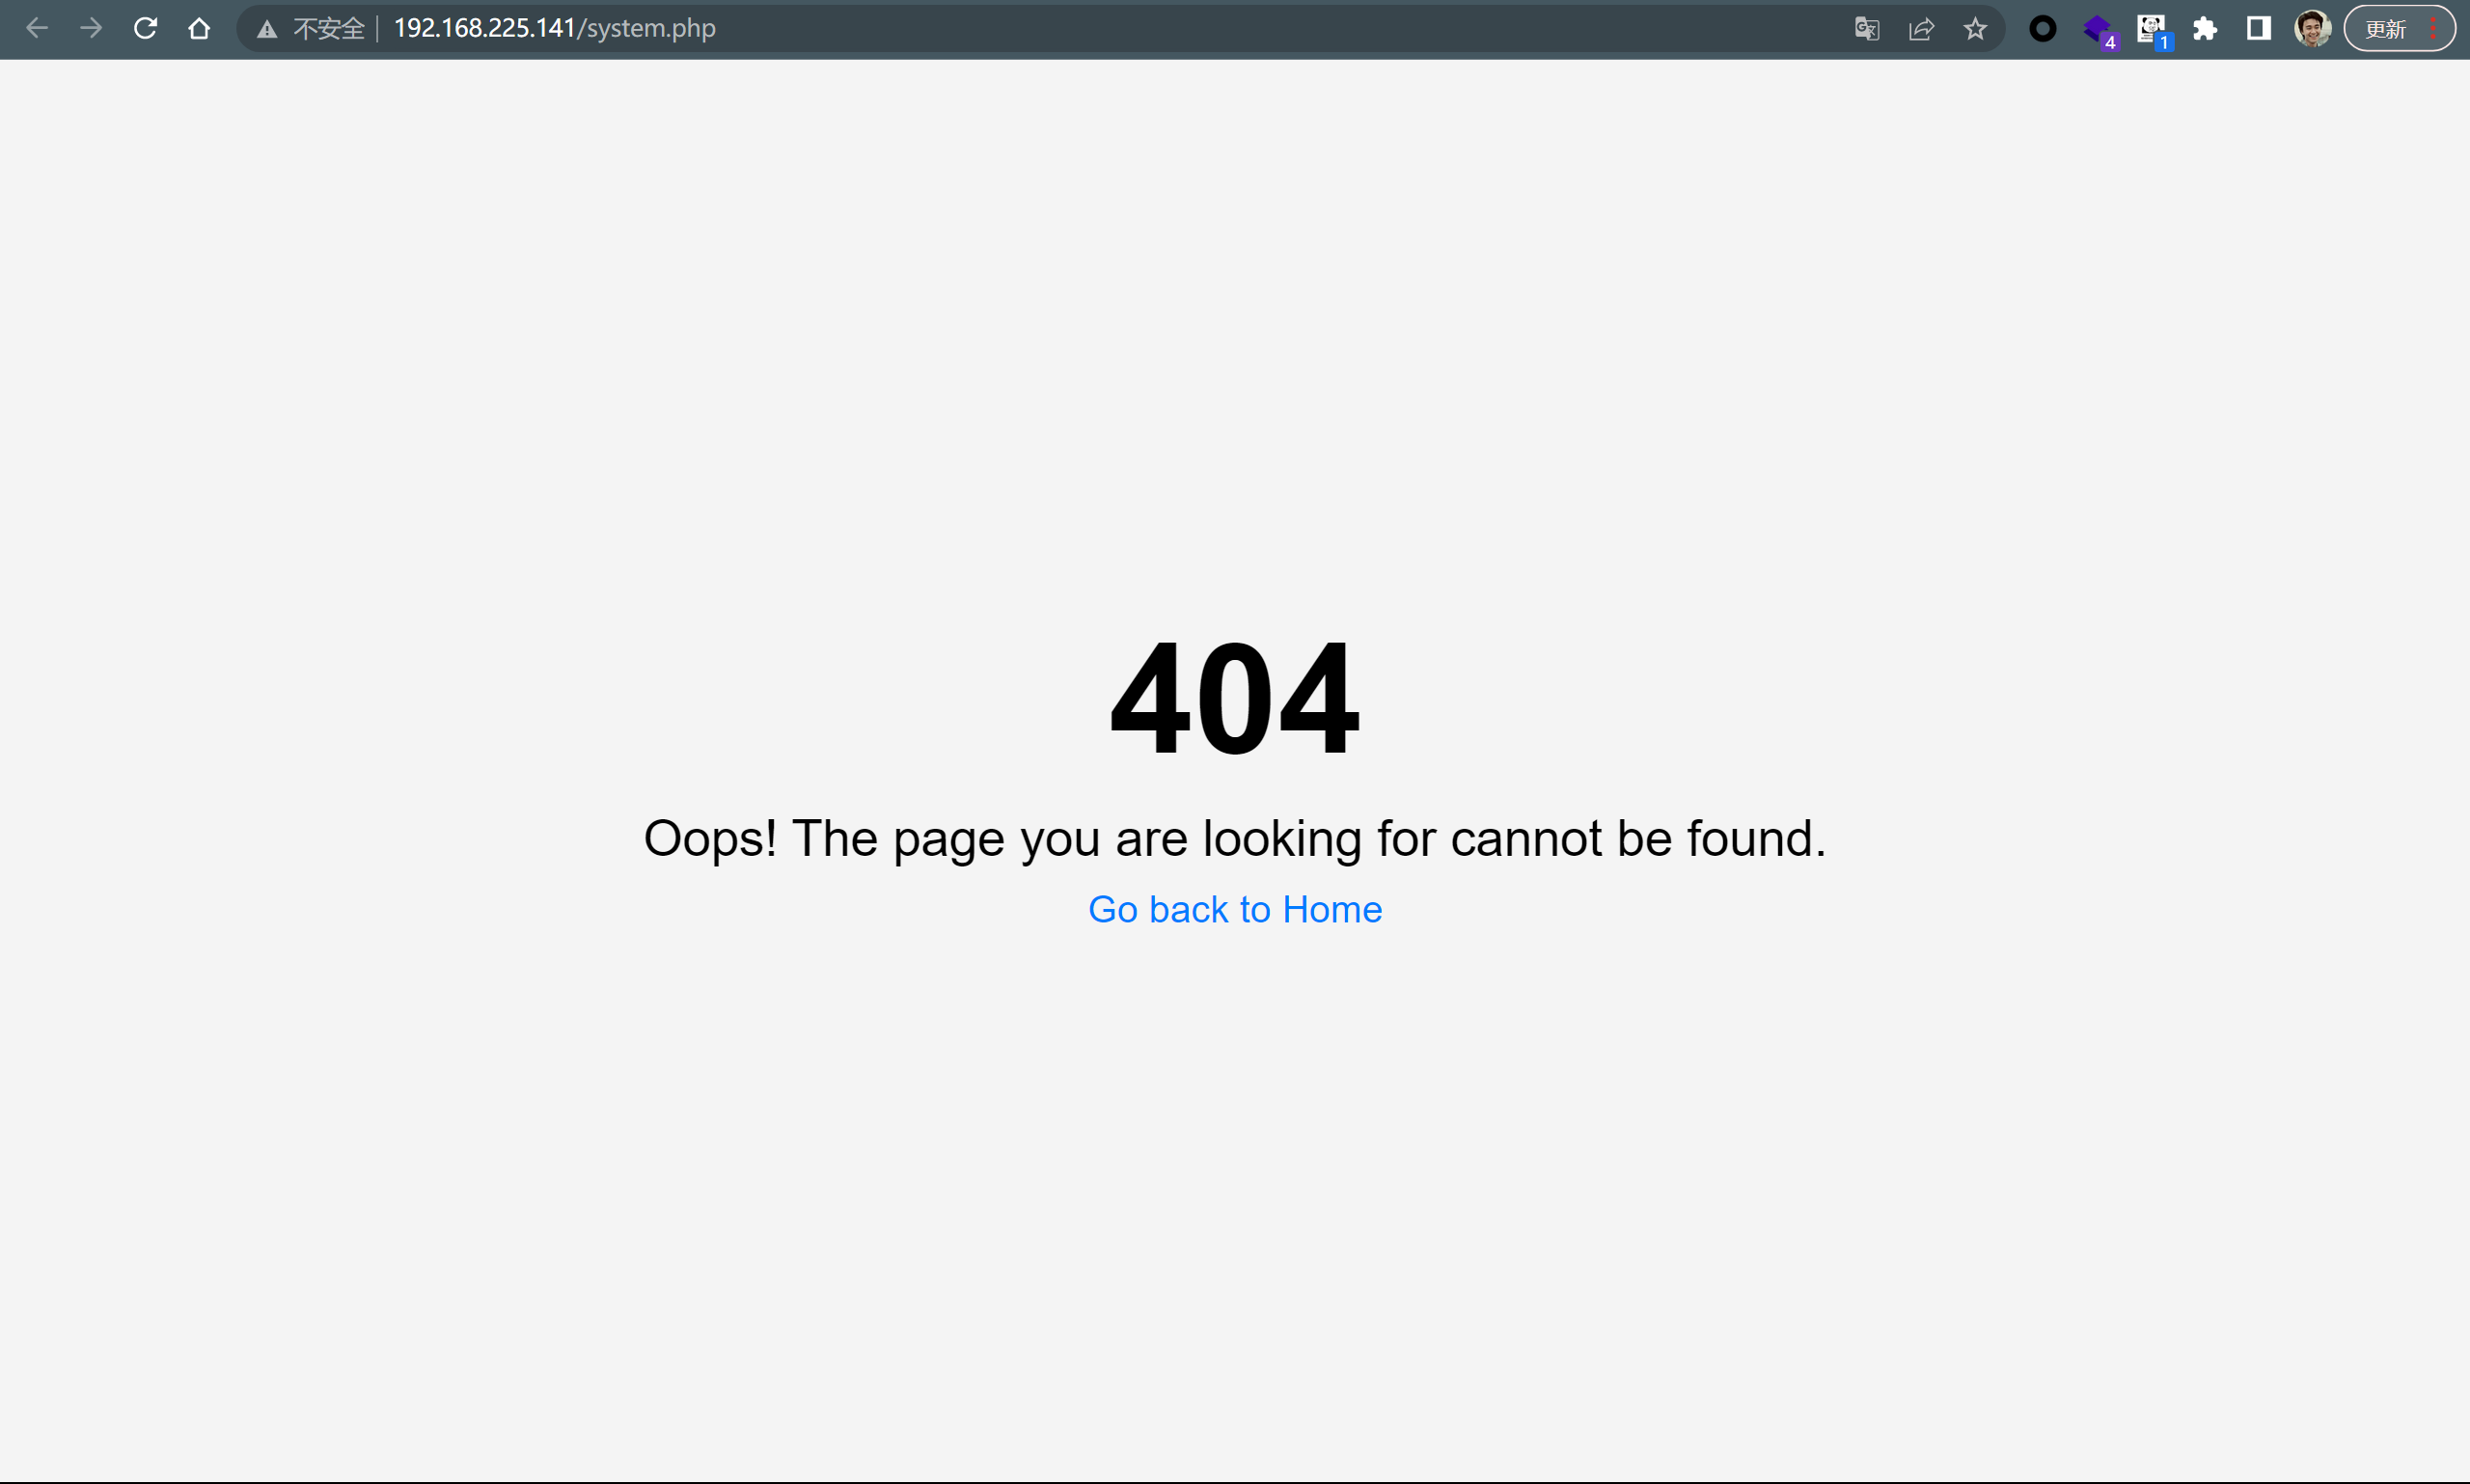 不安全 192.168.225.141/system.php 4 1 更新
404
Oops! The page you are looking for cannot be found.
Go back to Home